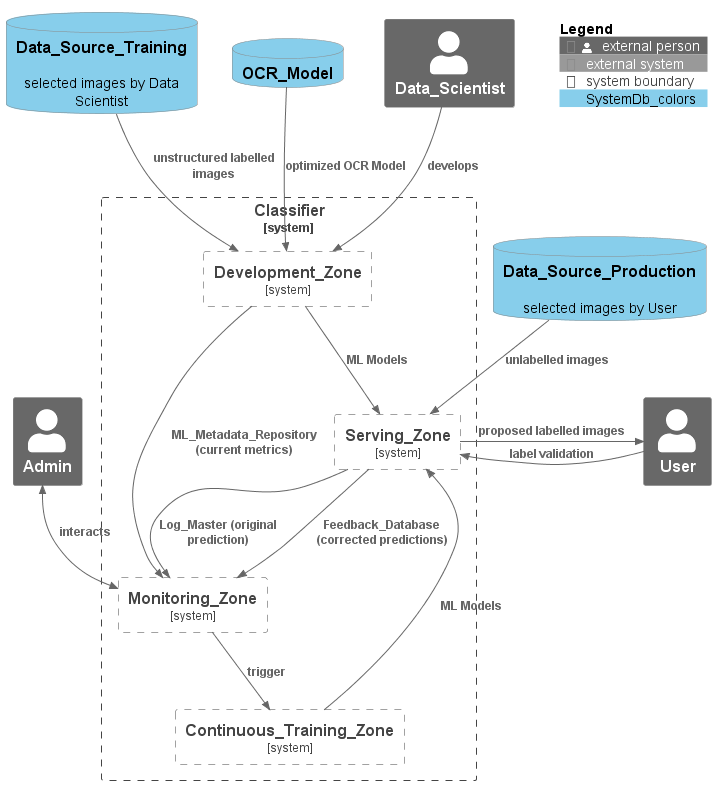 Data_Source_Training
selected images by Data
Scientist
OCR_Model
Data_Scientist
Legend
external person
external system
system boundary
SystemDb_colors
unstructured labelled
images
optimized OCR Model
develops
Classifier
[system]
Development_Zone
[system]
Data_Source_Production
selected images by User
ML Models
unlabelled images
Admin
ML_Metadata_Repository
(current metrics)
Serving_Zone
[system]
proposed labelled images
label validation
User
interacts
Log_Master (original
prediction)
Feedback_Database
(corrected predictions)
Monitoring_Zone
[system]
ML Models
trigger
Continuous_Training_Zone
[system]